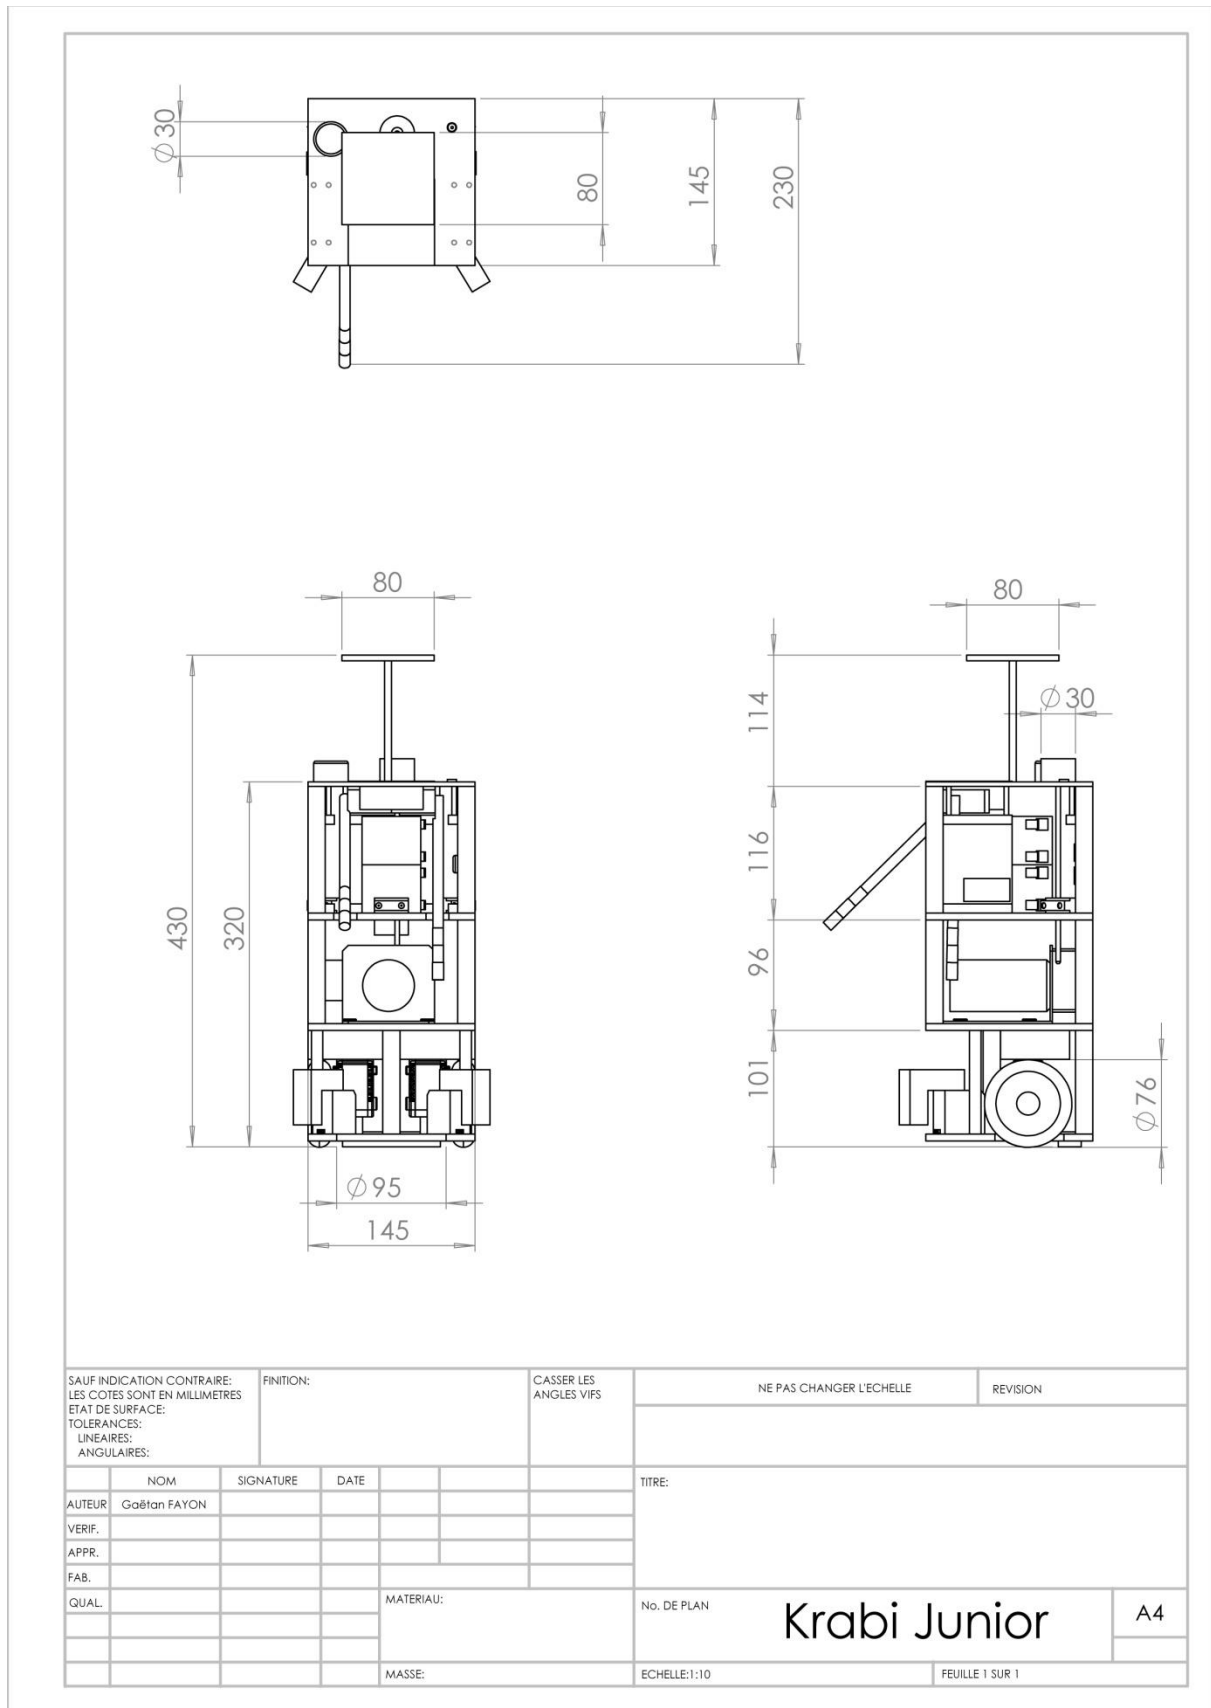 Ø30
80
145
230
80
80
430
320
114
Ø30
116
96
101
Ø76
Ø95
145
SAUF INDICATION CONTRAIRE:
LES COTES SONT EN MILLIMETRES
ETAT DE SURFACE:
TOLERANCES:
LINEAIRES:
ANGULAIRES:
FINITION:
CASSER LES
ANGLES VIFS
NE PAS CHANGER L'ECHELLE
REVISION
NOM
SIGNATURE
DATE
TITRE:
AUTEUR
Gaëtan FAYON
VERIF.
APPR.
FAB.
QUAL.
MATERIAU:
No. DE PLAN
Krabi Junior
A4
MASSE:
ECHELLE:1:10
FEUILLE 1 SUR 1